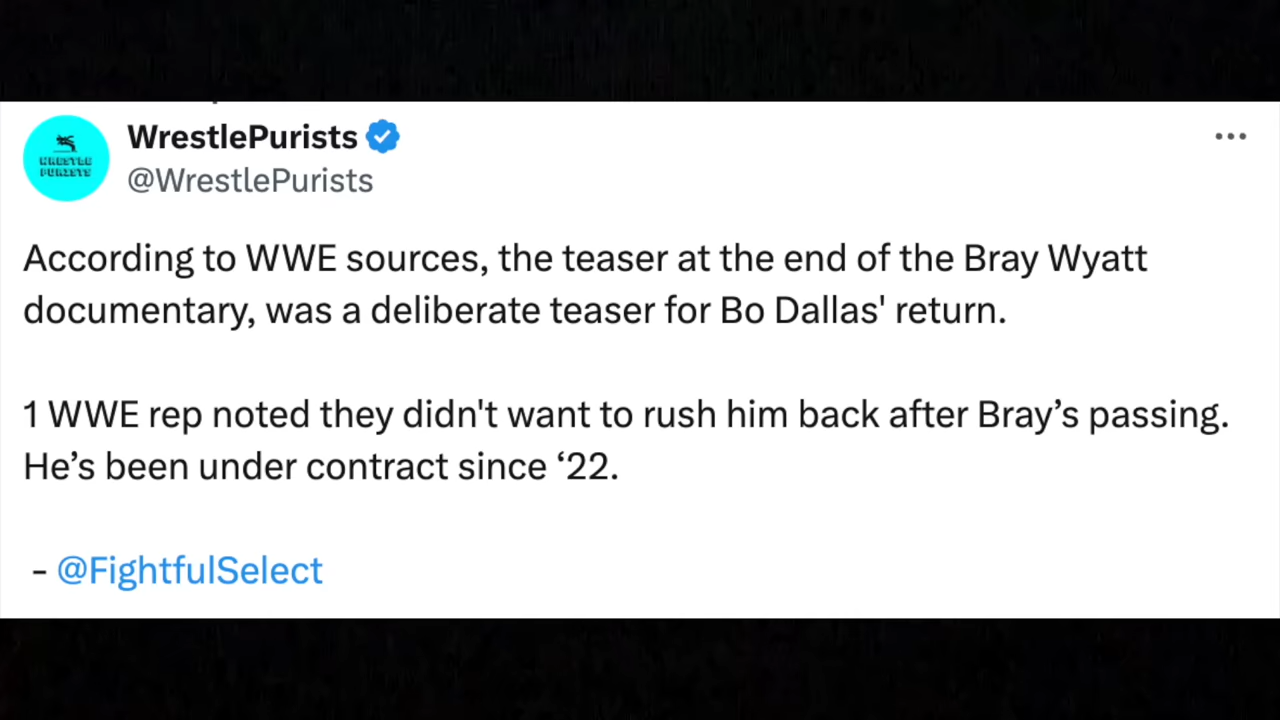 WrestlePurists
@WrestlePurists
WRESTLE
PURISTS
According to WWE sources, the teaser at the end of the Bray Wyatt
documentary, was a deliberate teaser for Bo Dallas' return.
1 WWE rep noted they didn't want to rush him back after Bray’s passing.
He’s been under contract since ‘22.
- @FightfulSelect